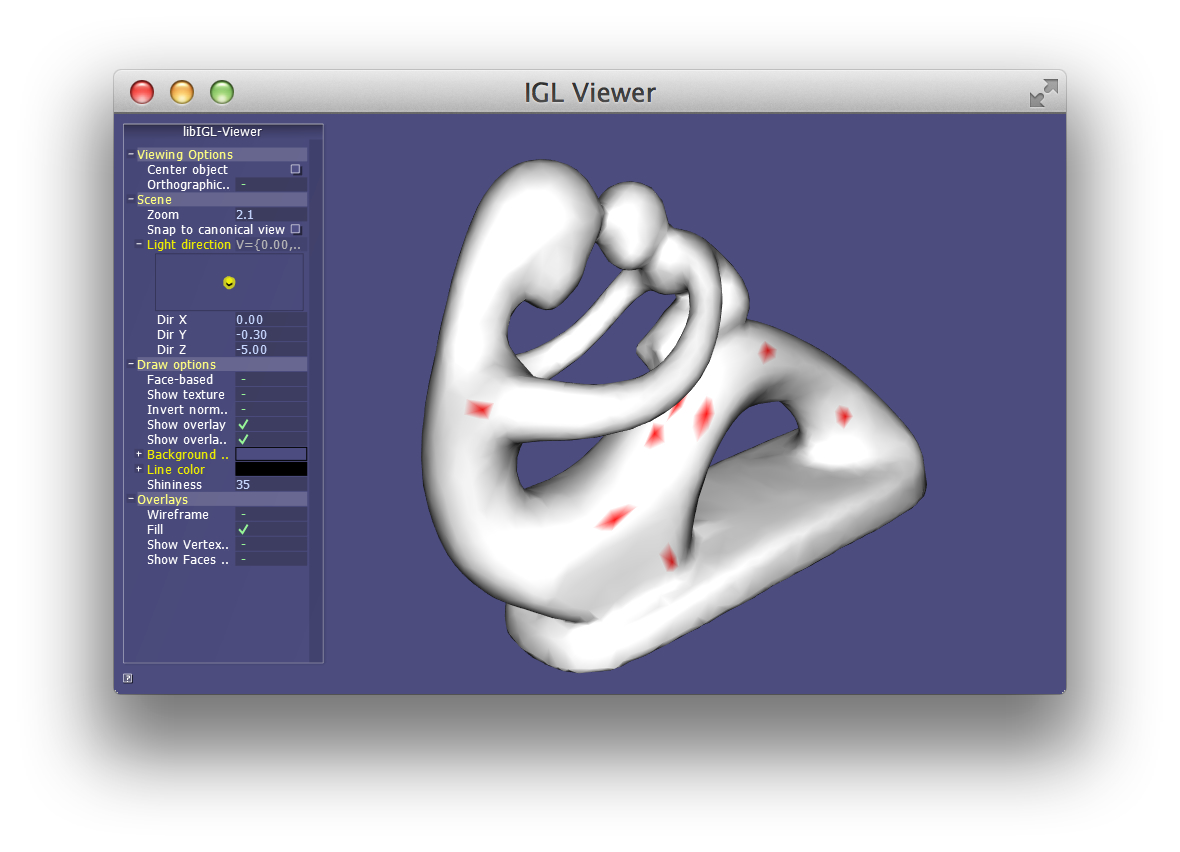 IGL Viewer
libIGL-Viewer
Viewing Options
Center object
Orthographic.. -
Scene
Zoom 2.1
Snap to canonical view
Light direction V={0.00,..
Dir X 0.00
Dir Y -0.30
Dir Z -5.00
Draw options
Face-based -
Show texture -
Invert norm.. -
Show overlay ✓
Show overla.. ✓
+ Background ..
+ Line color
Shininess 35
Overlays
Wireframe -
Fill ✓
Show Vertex.. -
Show Faces .. -
?